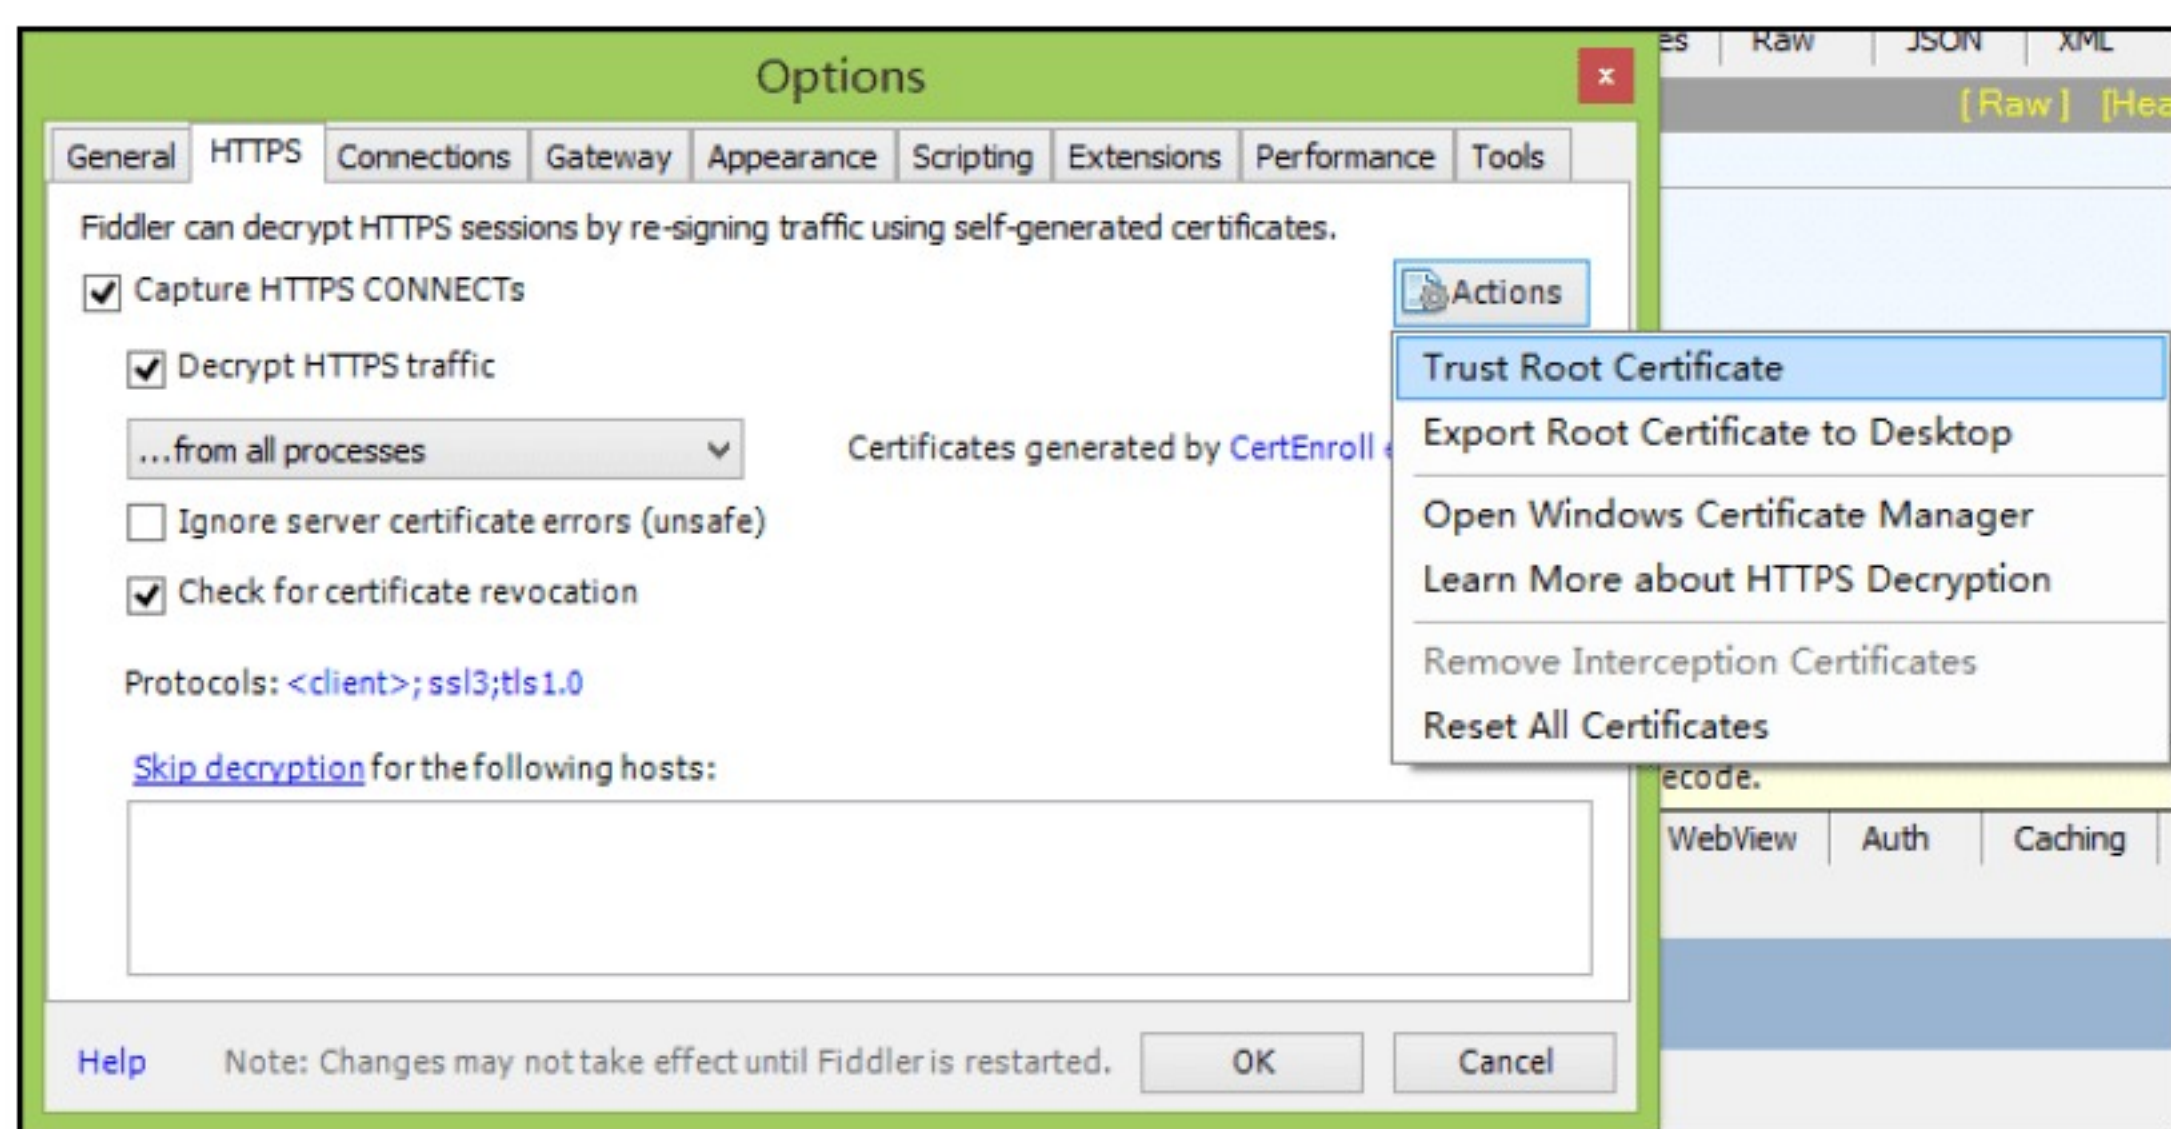 Options
x
es Raw JSON XML
[Raw] [Hea
General HTTPS Connections Gateway Appearance Scripting Extensions Performance Tools
Fiddler can decrypt HTTPS sessions by re-signing traffic using self-generated certificates.
Capture HTTPS CONNECTs
Actions
Decrypt HTTPS traffic
Trust Root Certificate
...from all processes
Certificates generated by CertEnroll e
Export Root Certificate to Desktop
Ignore server certificate errors (unsafe)
Open Windows Certificate Manager
Check for certificate revocation
Learn More about HTTPS Decryption
Protocols: <client>;ssl3;tls1.0
Remove Interception Certificates
Reset All Certificates
Skip decryption for the following hosts:
ecode.
WebView Auth Caching
Help Note: Changes may not take effect until Fiddler is restarted. OK Cancel